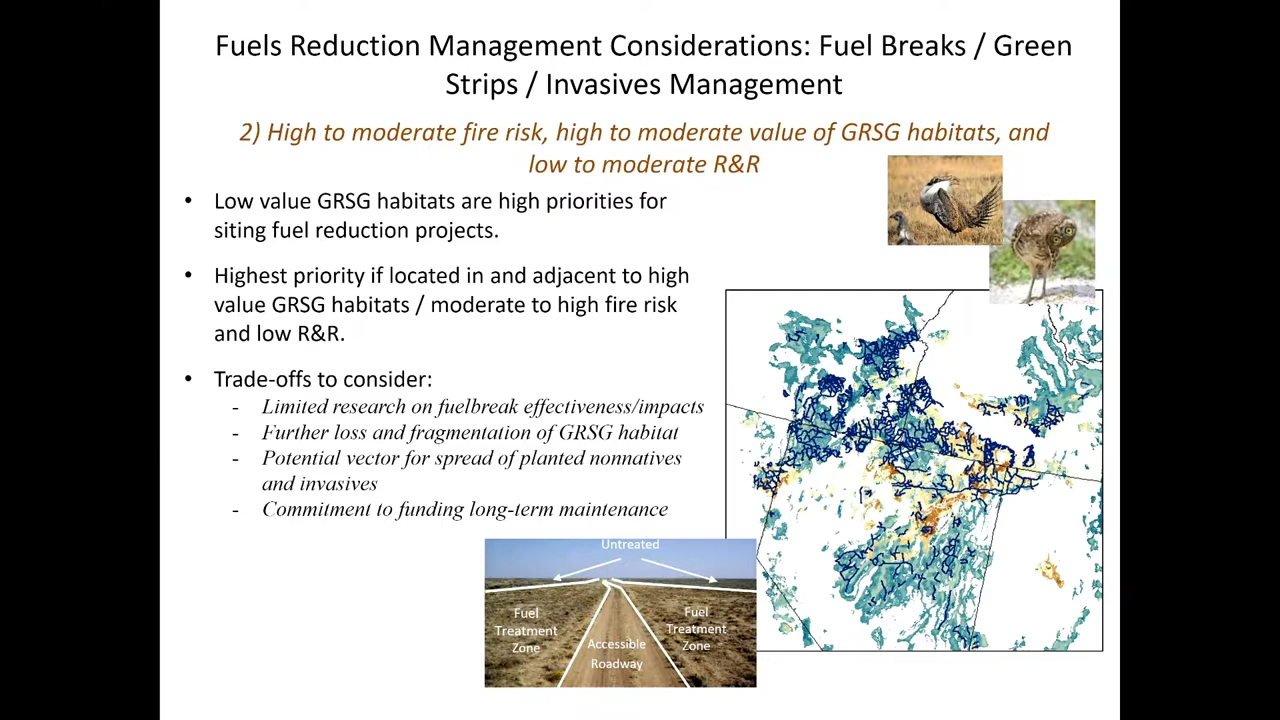 Fuels Reduction Management Considerations: Fuel Breaks / Green
Strips / Invasives Management
2) High to moderate fire risk, high to moderate value of GRSG habitats, and
low to moderate R&R
• Low value GRSG habitats are high priorities for
siting fuel reduction projects.
• Highest priority if located in and adjacent to high
value GRSG habitats / moderate to high fire risk
and low R&R.
• Trade-offs to consider:
- Limited research on fuelbreak effectiveness/impacts
- Further loss and fragmentation of GRSG habitat
- Potential vector for spread of planted nonnatives
and invasives
- Commitment to funding long-term maintenance
Untreated
Fuel
Treatment
Zone
Accessible
Roadway
Fuel
Treatment
Zone